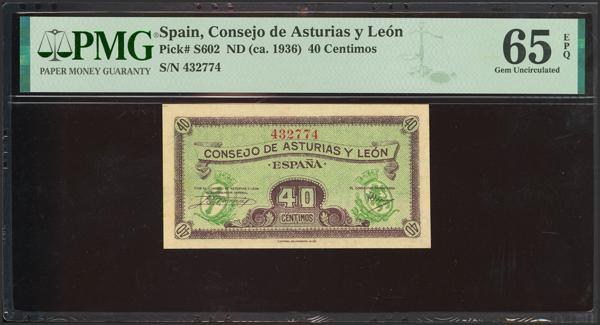 PMG
PAPER MONEY GUARANTY
Spain, Consejo de Asturias y León
Pick# S602 ND (ca. 1936) 40 Centimos
S/N 432774
65 EPQ
Gem Uncirculated
40
40
432774
CONSEJO DE ASTURIAS Y LEÓN
·ESPAÑA·
40
CENTIMOS
40
40